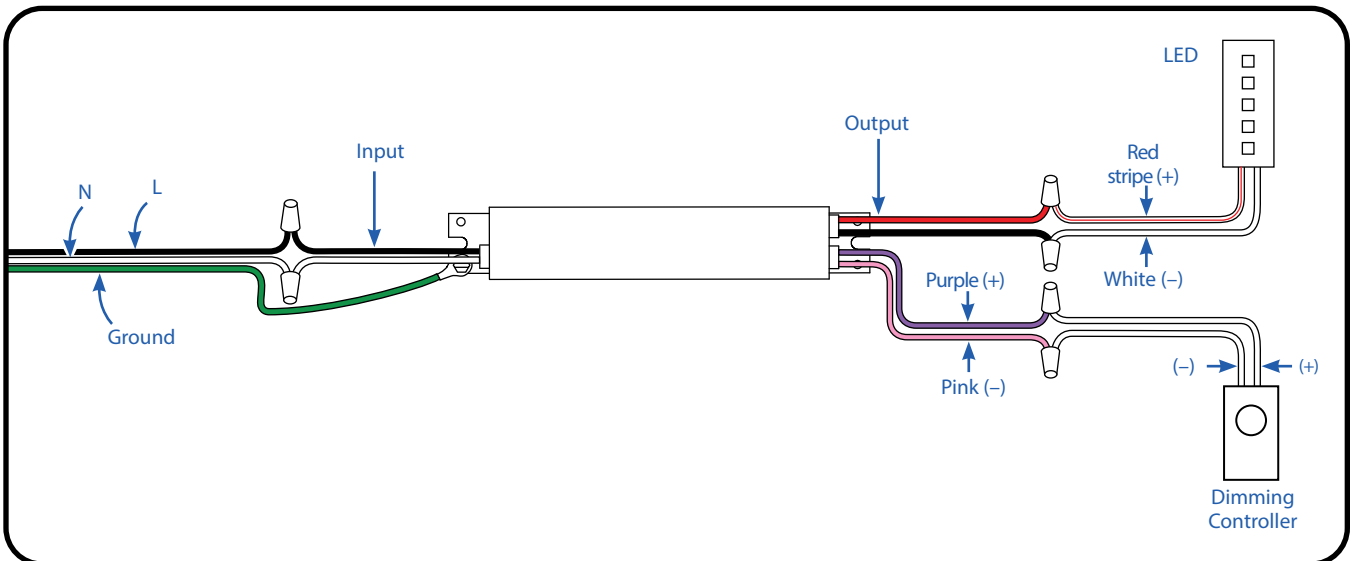 LED
Output
Input
Red
stripe (+)
N
L
White (–)
Purple (+)
Ground
Pink (–)
(–)
(+)
Dimming
Controller